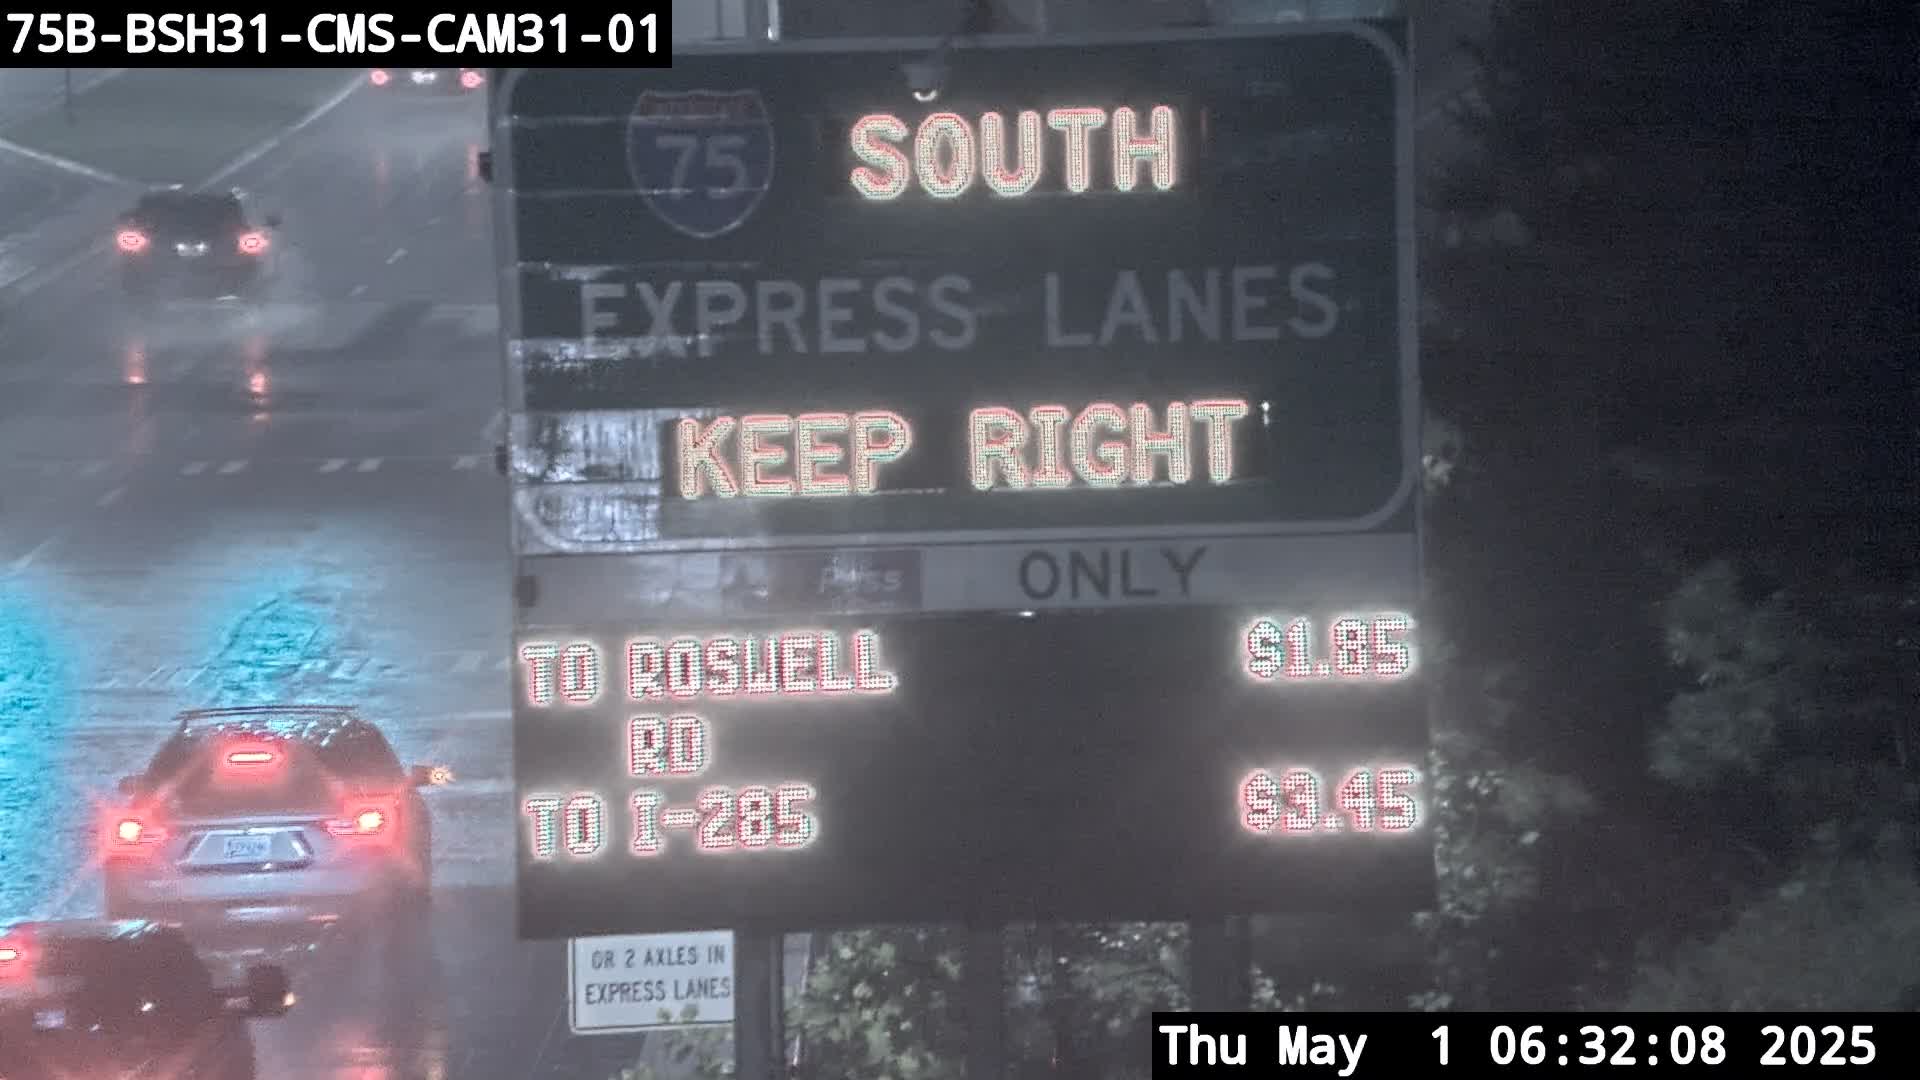 75B-BSH31-CMS-CAM31-01
75
SOUTH
EXPRESS LANES
KEEP RIGHT
Pass
ONLY
TO ROSWELL $1.85
RD
TO I-285 $3.45
OR 2 AXLES IN
EXPRESS LANES
Thu May 1 06:32:08 2025